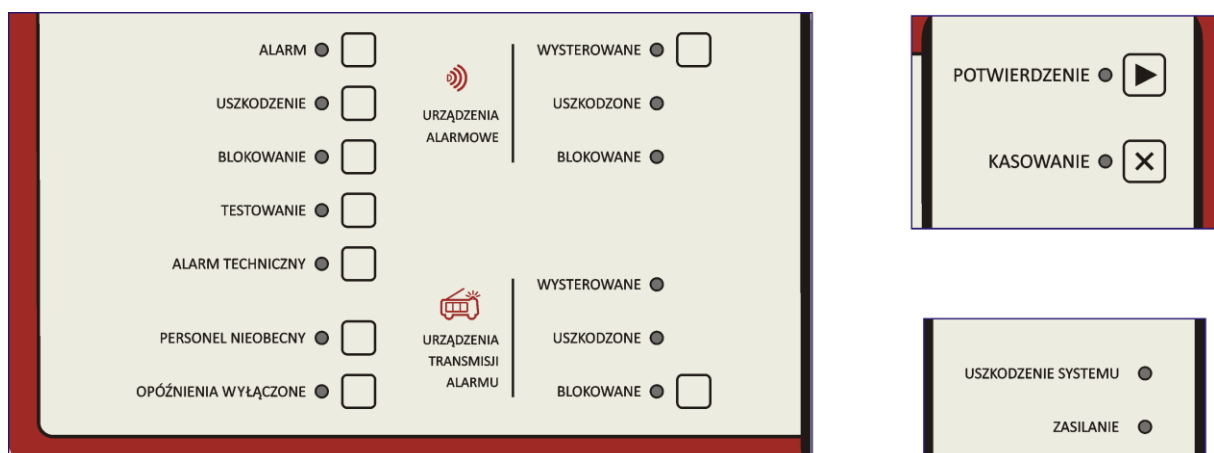 ALARM
USZKODZENIE
BLOKOWANIE
TESTOWANIE
ALARM TECHNICZNY
PERSONEL NIEOBECNY
OPÓŹNIENIA WYŁĄCZONE
URZĄDZENIA
ALARMOWE
WYSTEROWANE
USZKODZONE
BLOKOWANE
URZĄDZENIA
TRANSMISJI
ALARMU
WYSTEROWANE
USZKODZONE
BLOKOWANE
POTWIERDZENIE
KASOWANIE
USZKODZENIE SYSTEMU
ZASILANIE